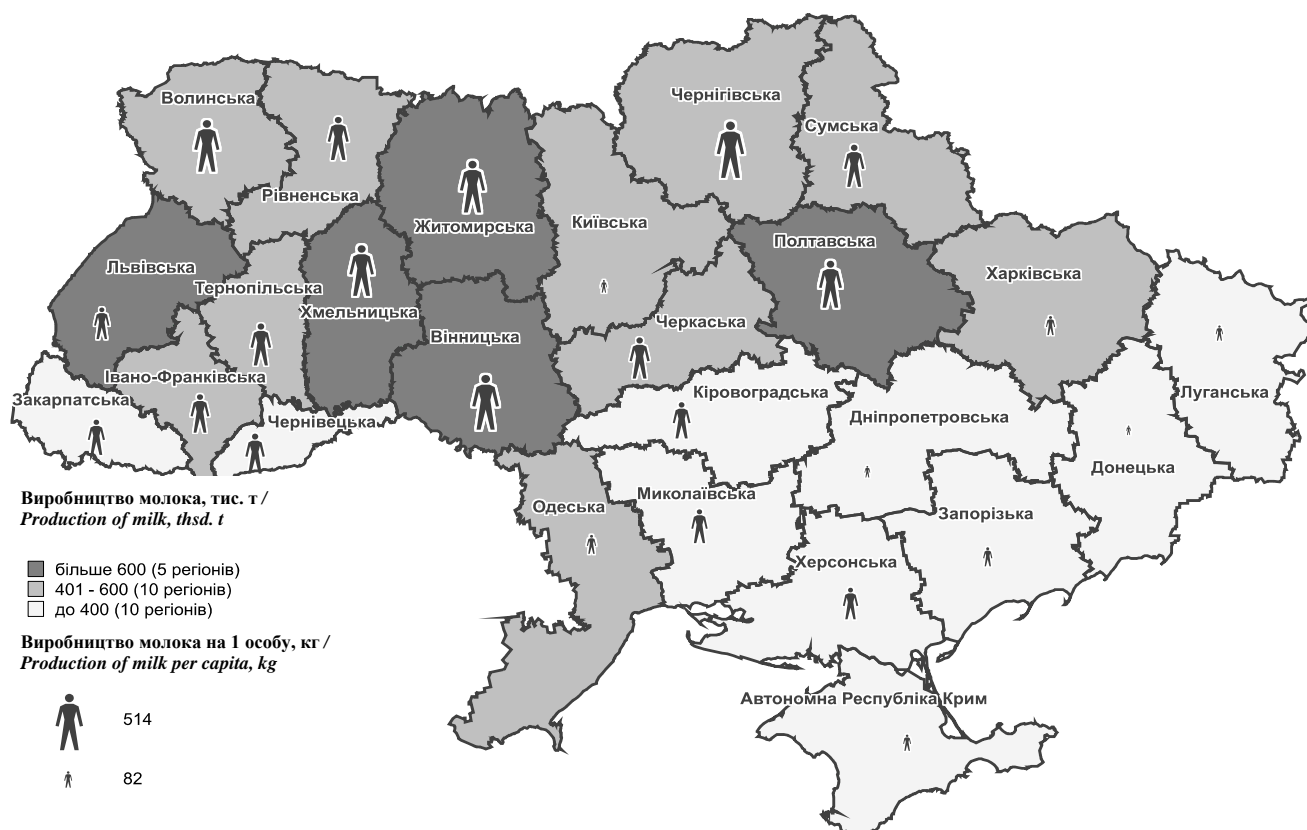 Чернігівська
Волинська
Сумська
Рівненська
Житомирська
Київська
Полтавська
Львівська
Харківська
Тернопільська
Хмельницька
Черкаська
Вінницька
Івано-Франківська
Закарпатська
Кіровоградська
Луганська
Чернівецька
Дніпропетровська
Донецька
Миколаївська
Одеська
Запорізька
Херсонська
Автономна Республіка Крим
Виробництво молока, тис. т /
Production of milk, thsd. t
більше 600 (5 регіонів)
401 - 600 (10 регіонів)
до 400 (10 регіонів)
Виробництво молока на 1 особу, кг /
Production of milk per capita, kg
514
82